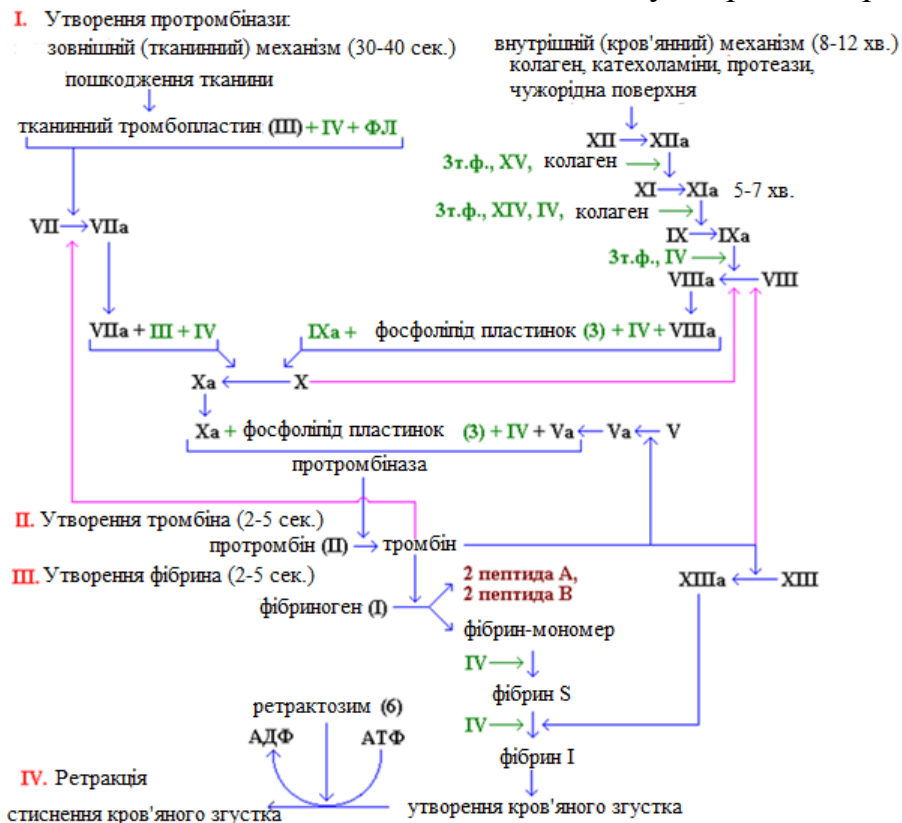 I. Утворення протромбінази:
зовнішній (тканинний) механізм (30-40 сек.)
пошкодження тканини
тканинний тромбопластин (III) + IV + ФЛ
внутрішній (кров'янний) механізм (8-12 хв.)
колаген, катехоламіни, протеази,
чужорідна поверхня
XII XIIa
3т.ф., XV, колаген
XI XIa 5-7 хв.
3т.ф., XIV, IV, колаген
IX IXa
3т.ф., IV
VIIIa VIII
VII VIIa
VIIa + III + IV
IXa + фосфоліпід пластинок (3) + IV + VIIIa
Xa X
Xa + фосфоліпід пластинок (3) + IV + Va Va V
протромбіназа
II. Утворення тромбіна (2-5 сек.)
протромбін (II) тромбін
III. Утворення фібрина (2-5 сек.)
2 пептида А,
2 пептида В
XIIIa XIII
фібриноген (I)
фібрин-мономер
IV
фібрин S
IV
фібрин I
ретрактозим (6)
АДФ АТФ
IV. Ретракція
стиснення кров'яного згустка
утворення кров'яного згустка